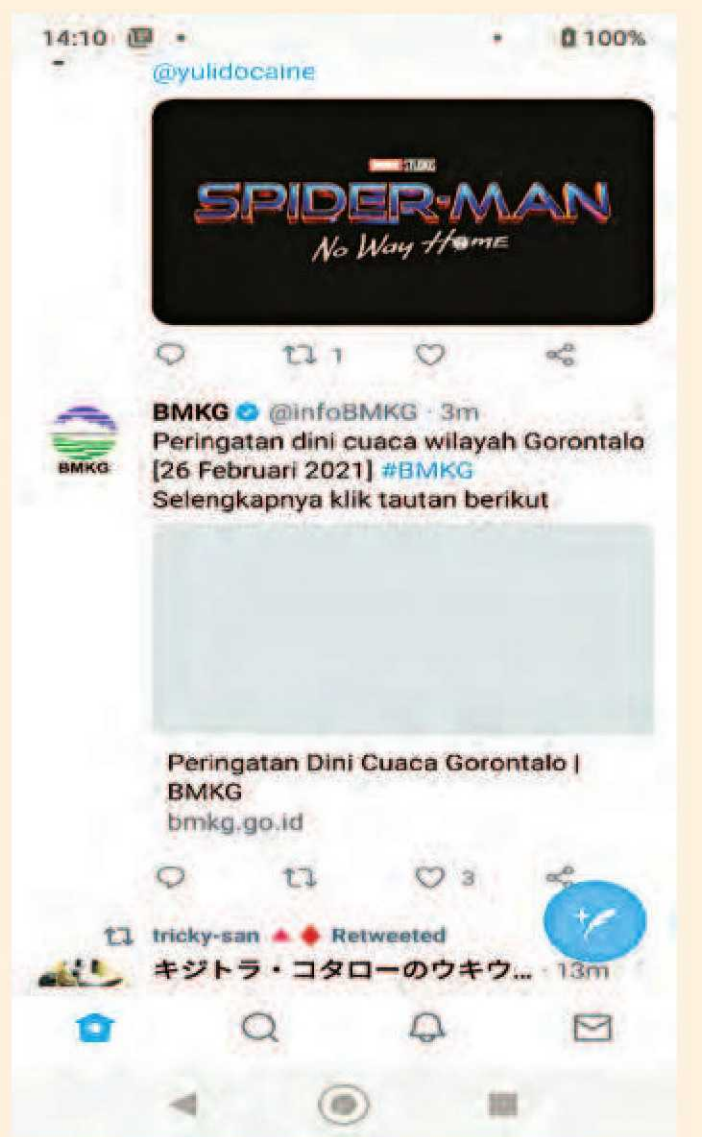 14:10
100%
@yulidocaine
STUDIOS
SPIDER-MAN
No Way Home
1
BMKG @infoBMKG · 3m
Peringatan dini cuaca wilayah Gorontalo
[26 Februari 2021] #BMKG
Selengkapnya klik tautan berikut
BMKG
Peringatan Dini Cuaca Gorontalo |
BMKG
bmkg.go.id
3
tricky-san Retweeted
キジトラ・コタローのウキウ... · 13m